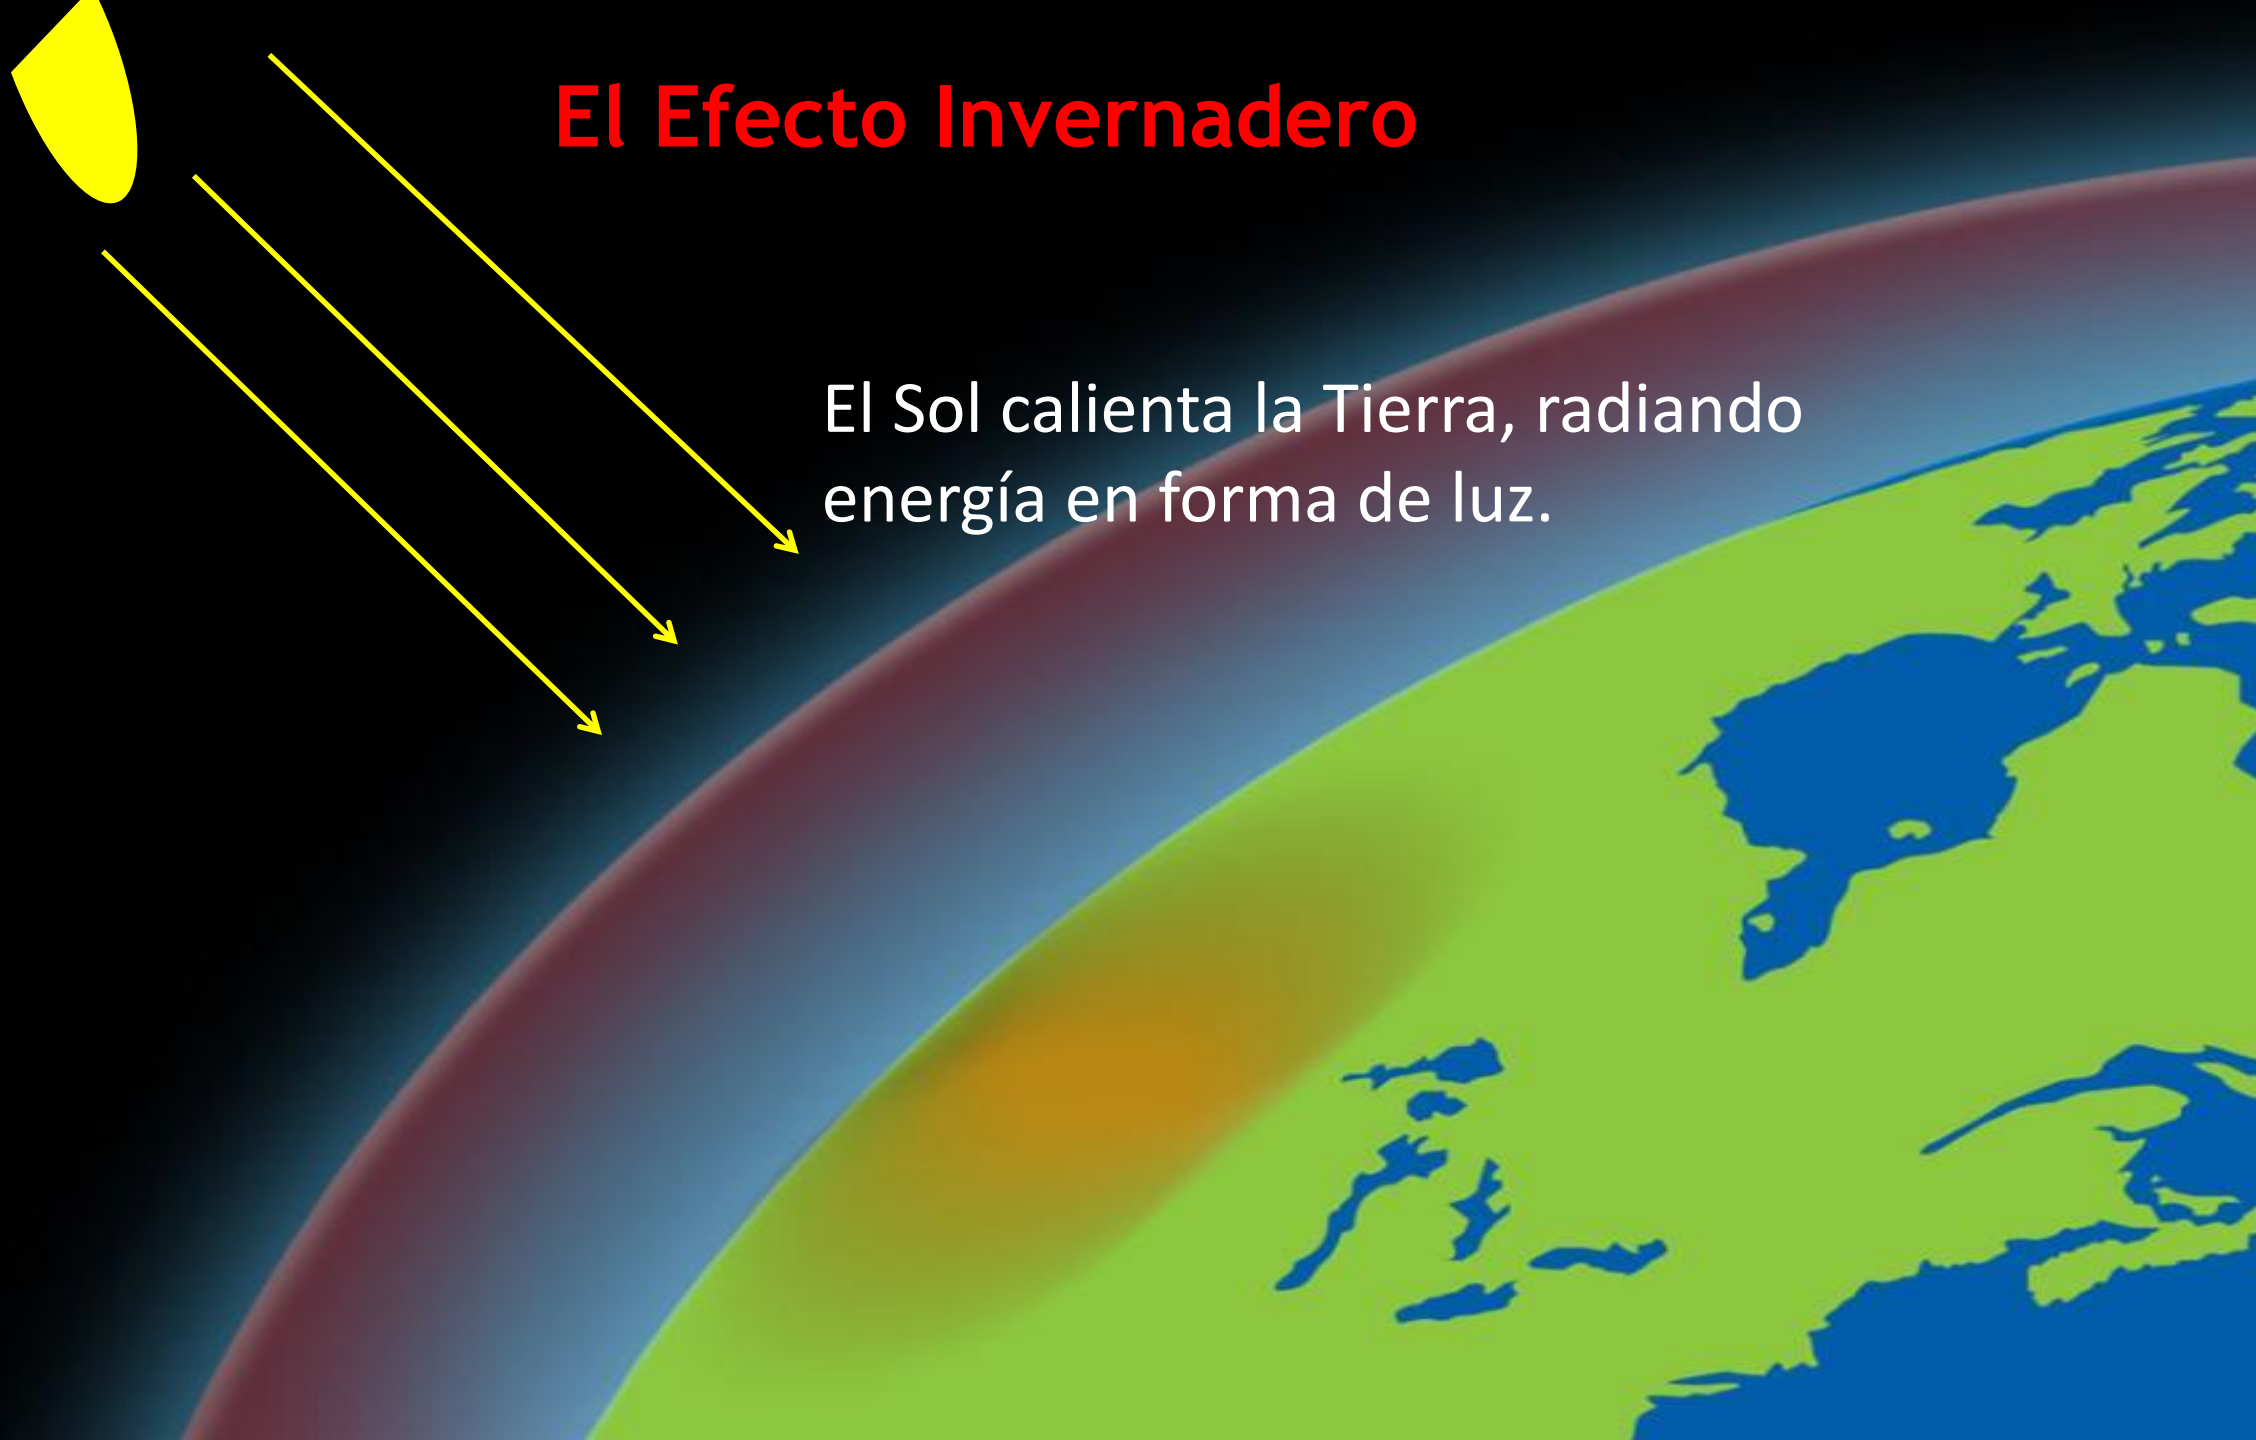 El Efecto Invernadero
El Sol calienta la Tierra, radiando
energía en forma de luz.